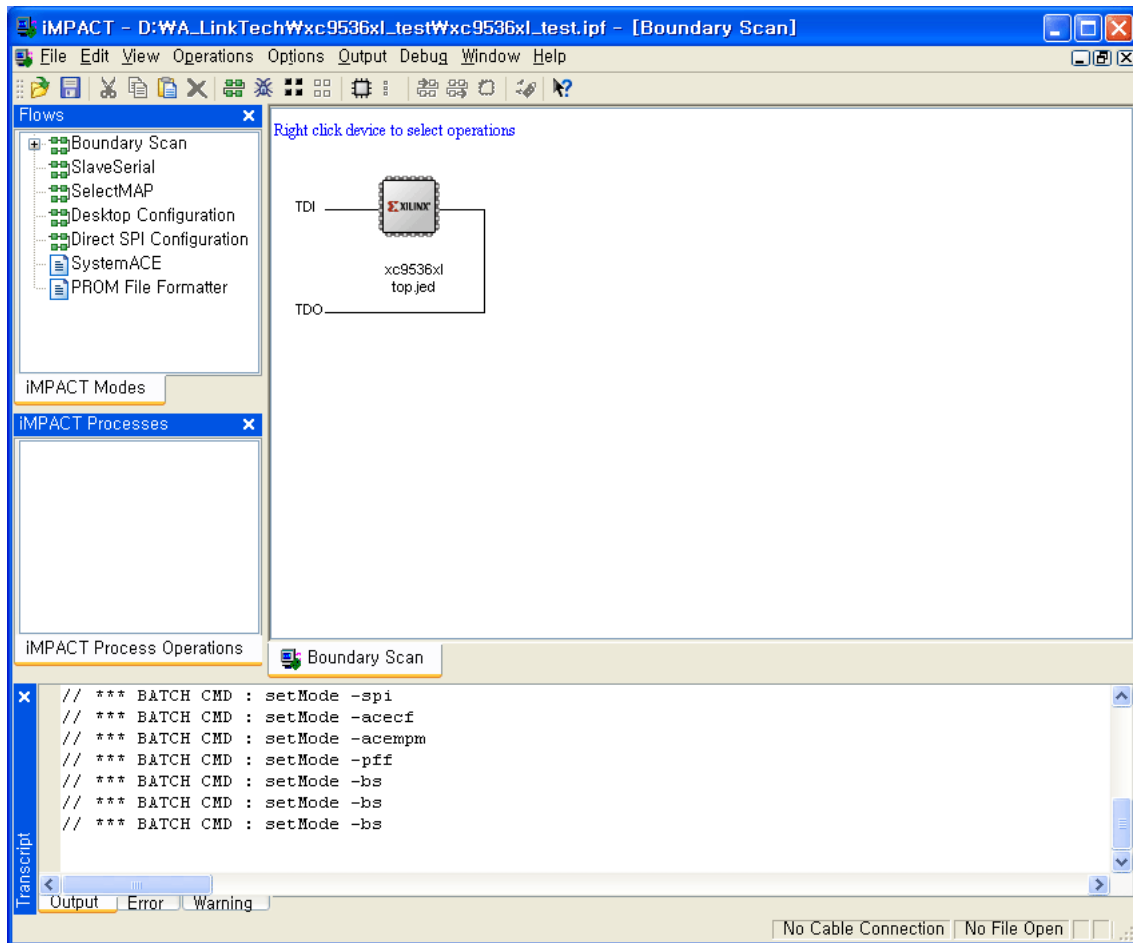 iMPACT - D:₩A_LinkTech₩xc9536xl_test₩xc9536xl_test.ipf - [Boundary Scan]
File Edit View Operations Options Output Debug Window Help
Flows
Boundary Scan
SlaveSerial
SelectMAP
Desktop Configuration
Direct SPI Configuration
SystemACE
PROM File Formatter
iMPACT Modes
iMPACT Processes
iMPACT Process Operations
Right click device to select operations
TDI
XILINX
xc9536xl
top.jed
TDO
Boundary Scan
// *** BATCH CMD : setMode -spi
// *** BATCH CMD : setMode -acecf
// *** BATCH CMD : setMode -acempm
// *** BATCH CMD : setMode -pff
// *** BATCH CMD : setMode -bs
// *** BATCH CMD : setMode -bs
// *** BATCH CMD : setMode -bs
Transcript
Output Error Warning
No Cable Connection No File Open